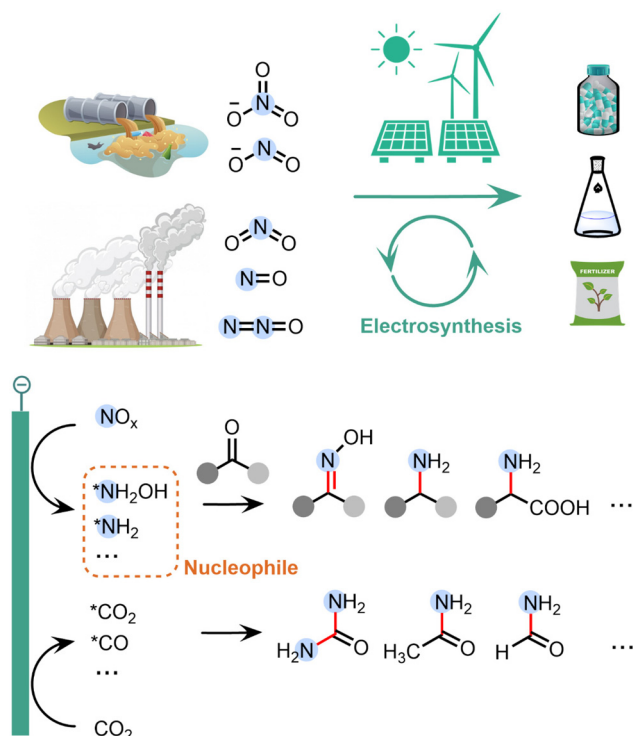 O
⁻O N O
⁻O N O
O N O
N=O
N=N=O
Electrosynthesis
FERTILIZER
−
NOₓ
*NH₂OH
*NH₂
...
Nucleophile
O
OH
N
NH₂
NH₂
COOH
...
*CO₂
*CO
...
CO₂
NH₂
H₂N O
NH₂
H₃C O
NH₂
H O
...